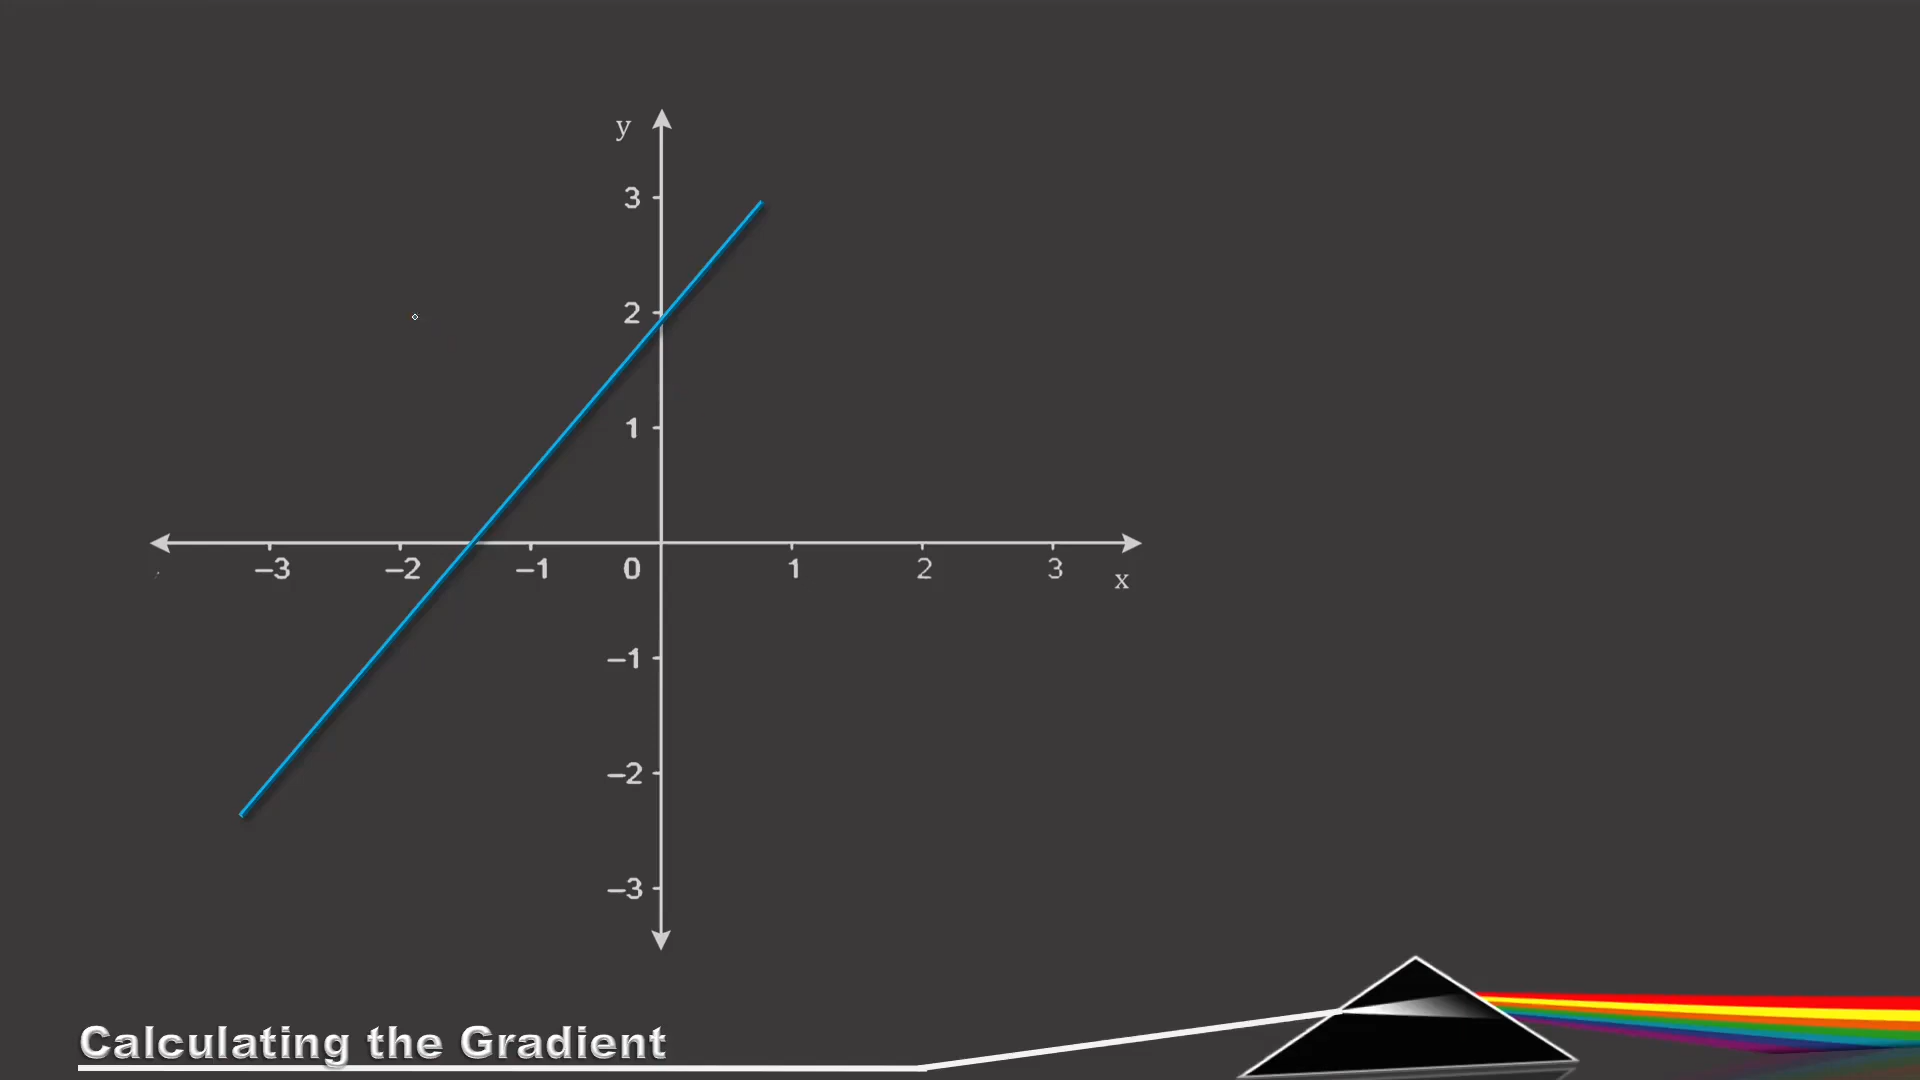 y
3
2
1
–3 –2 –1 0 1 2 3
x
–1
–2
–3
Calculating the Gradient